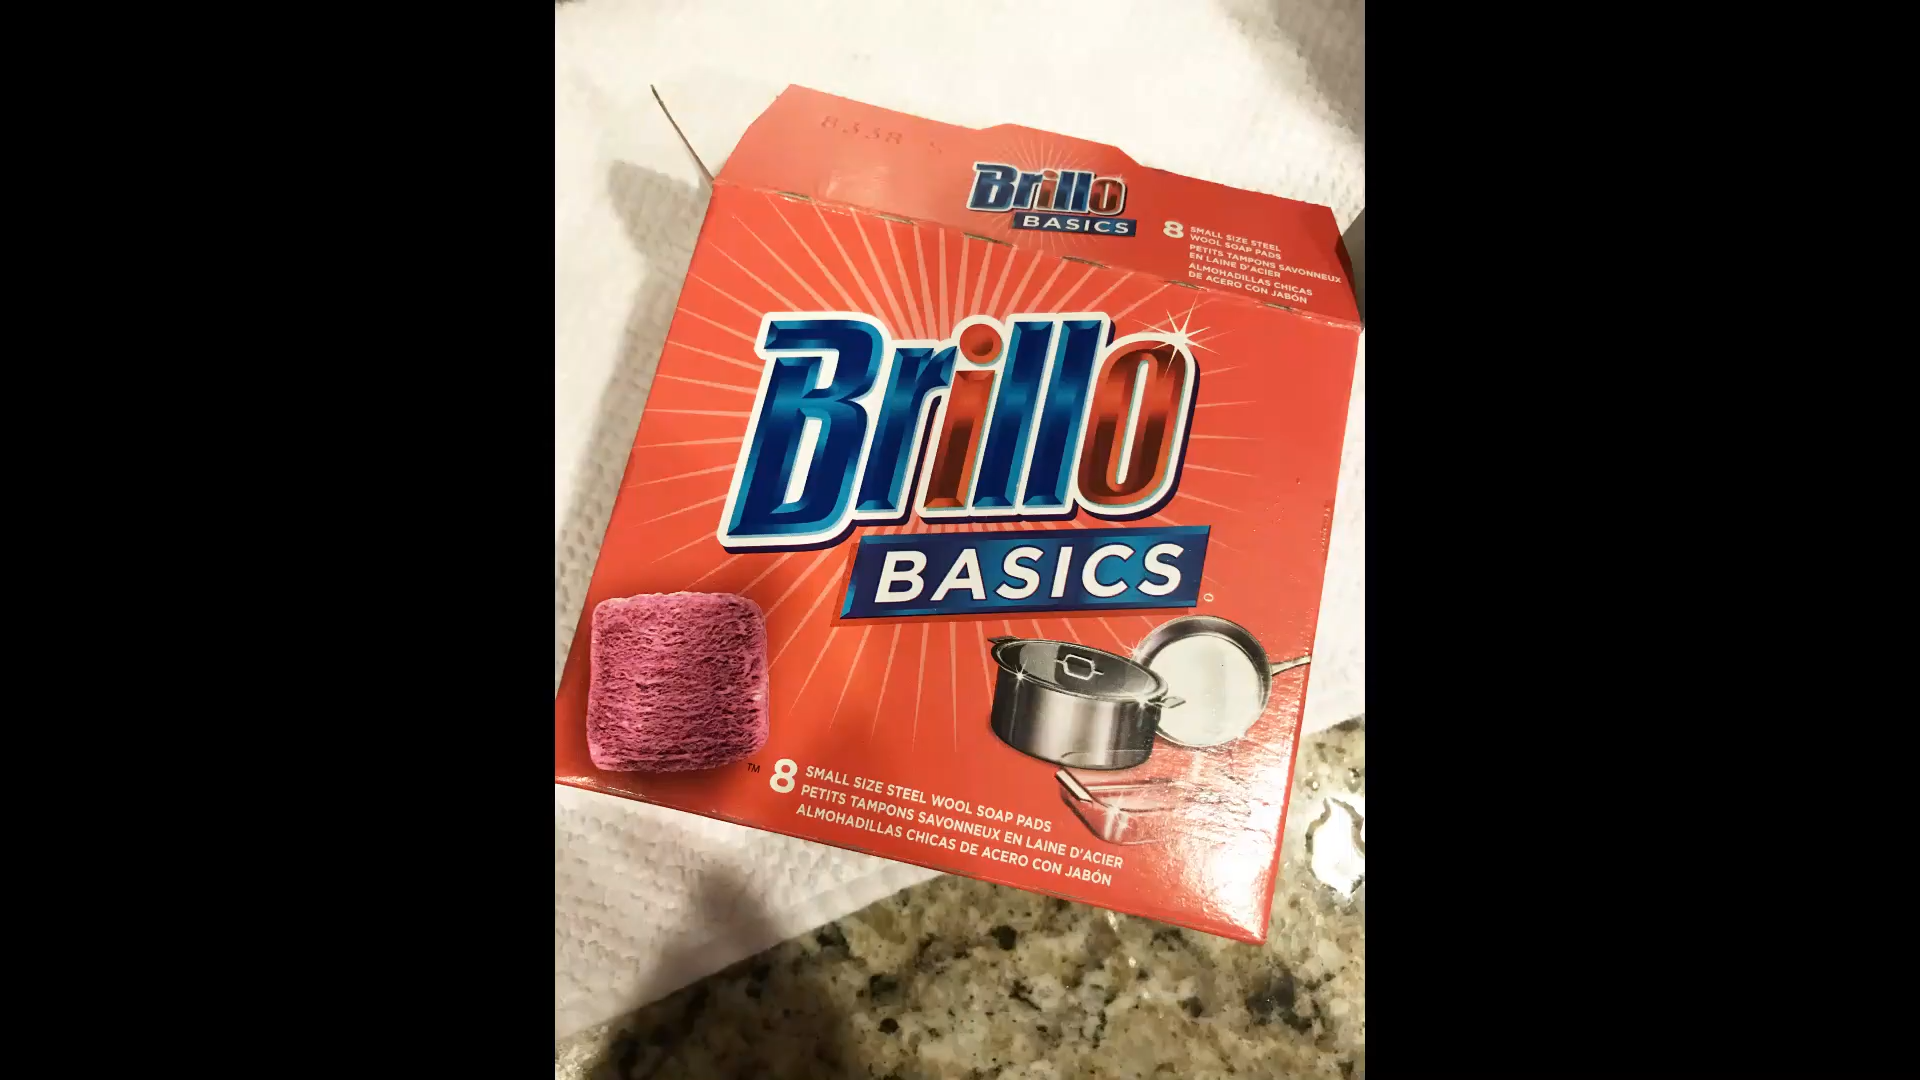 8338
Brillo
BASICS
8 SMALL SIZE STEEL
WOOL SOAP PADS
PETITS TAMPONS SAVONNEUX
EN LAINE D'ACIER
ALMOHADILLAS CHICAS
DE ACERO CON JABÓN
Brillo
BASICS
TM
8 SMALL SIZE STEEL WOOL SOAP PADS
PETITS TAMPONS SAVONNEUX EN LAINE D'ACIER
ALMOHADILLAS CHICAS DE ACERO CON JABÓN